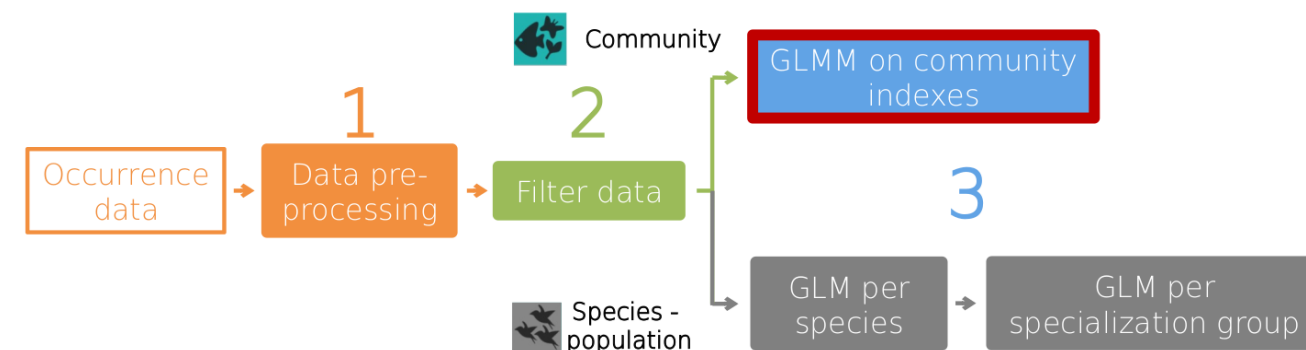 Community
GLMM on community
indexes
1
2
Occurrence
data
Data pre-
processing
Filter data
3
Species -
population
GLM per
species
GLM per
specialization group